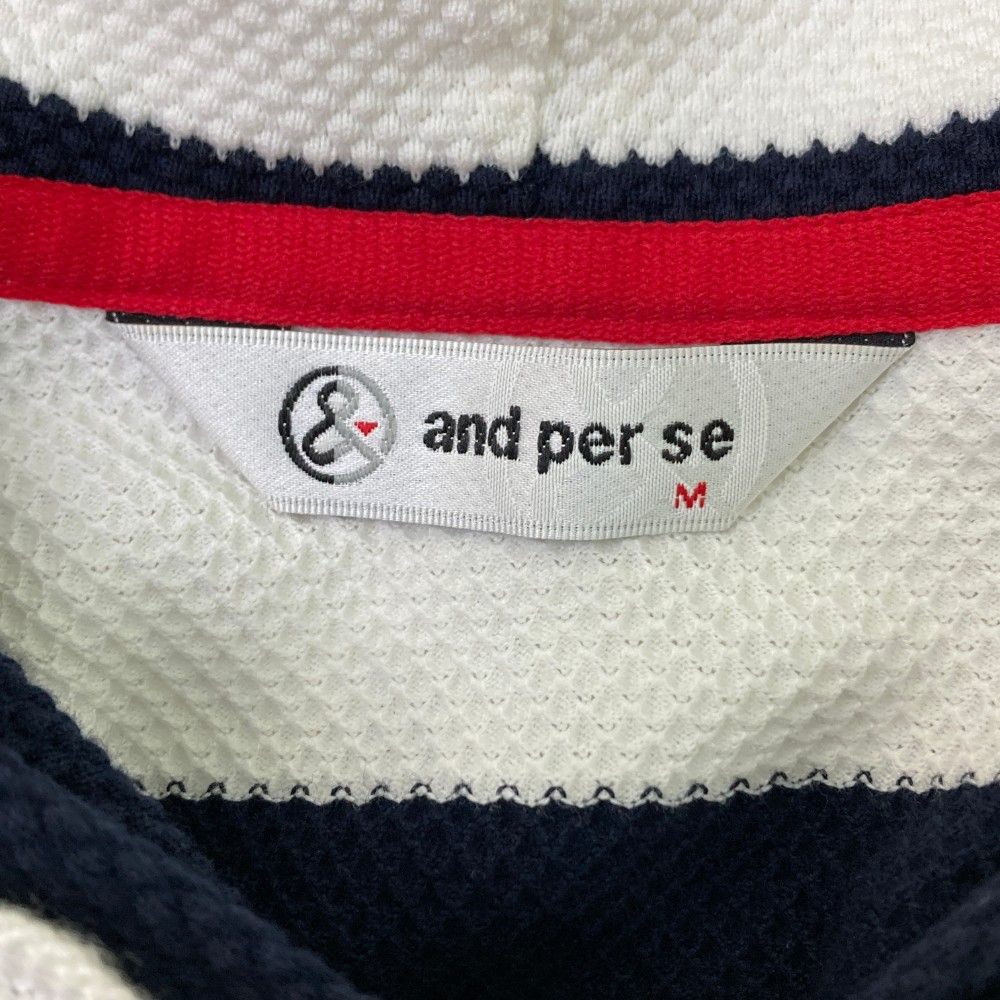 & and per se
M